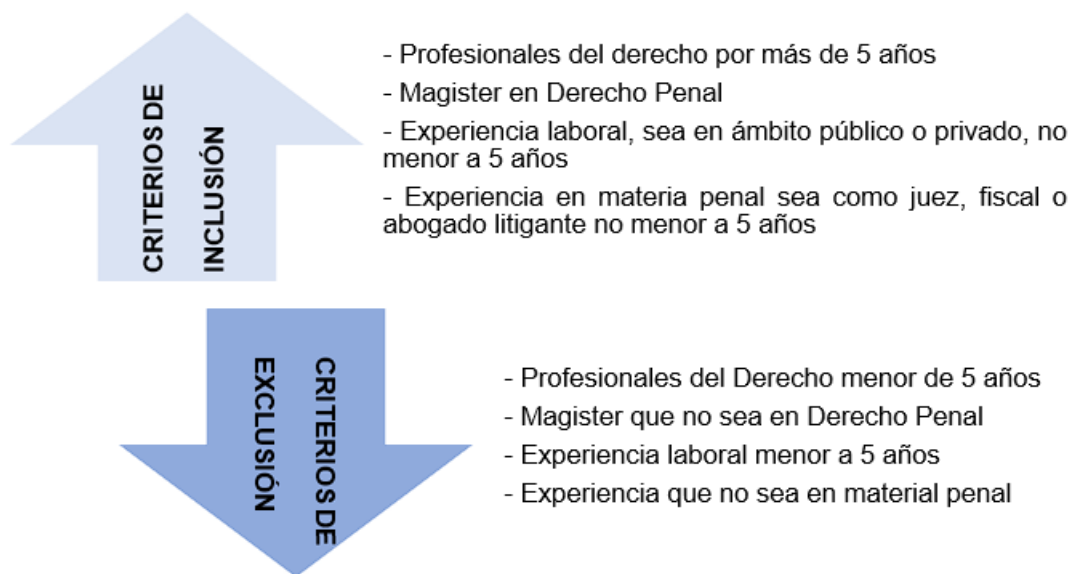 CRITERIOS DE
INCLUSIÓN
- Profesionales del derecho por más de 5 años
- Magister en Derecho Penal
- Experiencia laboral, sea en ámbito público o privado, no
menor a 5 años
- Experiencia en materia penal sea como juez, fiscal o
abogado litigante no menor a 5 años
CRITERIOS DE
EXCLUSIÓN
- Profesionales del Derecho menor de 5 años
- Magister que no sea en Derecho Penal
- Experiencia laboral menor a 5 años
- Experiencia que no sea en material penal